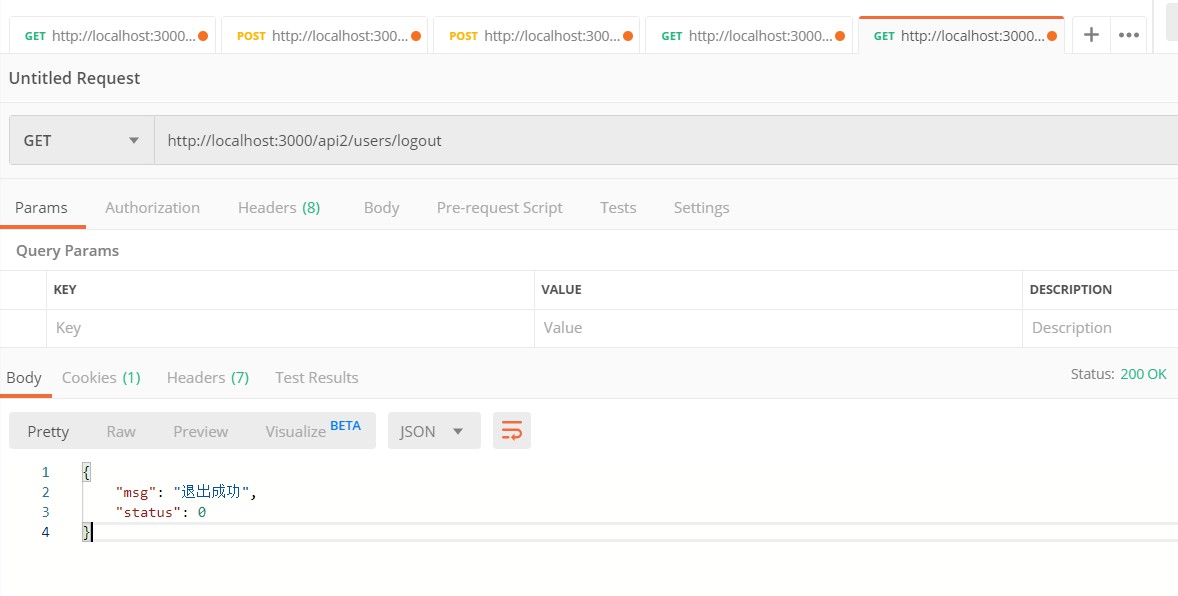 GET http://localhost:3000... POST http://localhost:300... POST http://localhost:300... GET http://localhost:3000... GET http://localhost:3000...
Untitled Request
GET http://localhost:3000/api2/users/logout
Params Authorization Headers (8) Body Pre-request Script Tests Settings
Query Params
KEY VALUE DESCRIPTION
Key Value Description
Body Cookies (1) Headers (7) Test Results Status: 200 OK
Pretty Raw Preview Visualize BETA JSON
1 {
2 "msg": "退出成功",
3 "status": 0
4 }